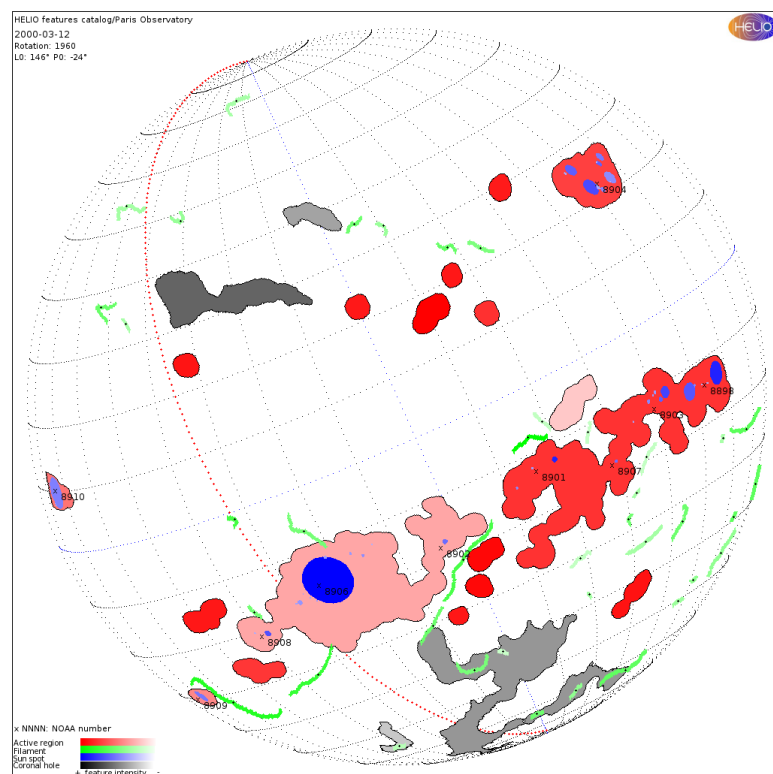 HELIO features catalog/Paris Observatory
2000-03-12
Rotation: 1960
L0: 146° P0: -24°
HELIO
8904
8898
8903
8907
8901
8910
8902
8906
8908
8909
x NNNN: NOAA number
Active region
Filament
Sun spot
Coronal hole
+ feature intensity -